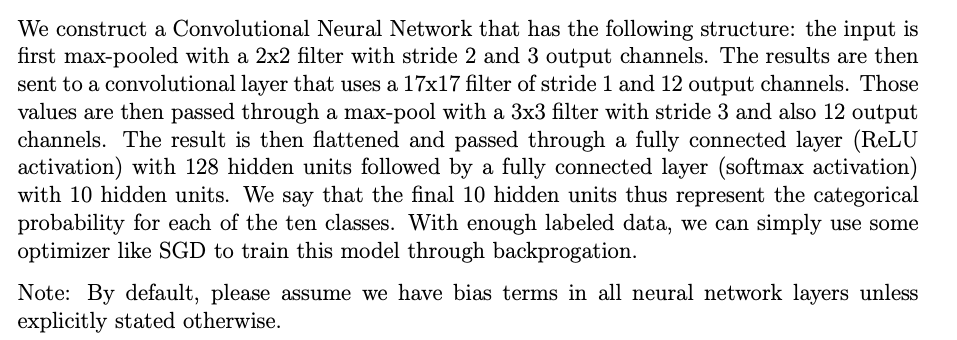 We construct a Convolutional Neural Network that has the following structure: the input is
first max-pooled with a 2x2 filter with stride 2 and 3 output channels. The results are then
sent to a convolutional layer that uses a 17x17 filter of stride 1 and 12 output channels. Those
values are then passed through a max-pool with a 3x3 filter with stride 3 and also 12 output
channels. The result is then flattened and passed through a fully connected layer (ReLU
activation) with 128 hidden units followed by a fully connected layer (softmax activation)
with 10 hidden units. We say that the final 10 hidden units thus represent the categorical
probability for each of the ten classes. With enough labeled data, we can simply use some
optimizer like SGD to train this model through backprogation.
Note: By default, please assume we have bias terms in all neural network layers unless
explicitly stated otherwise.